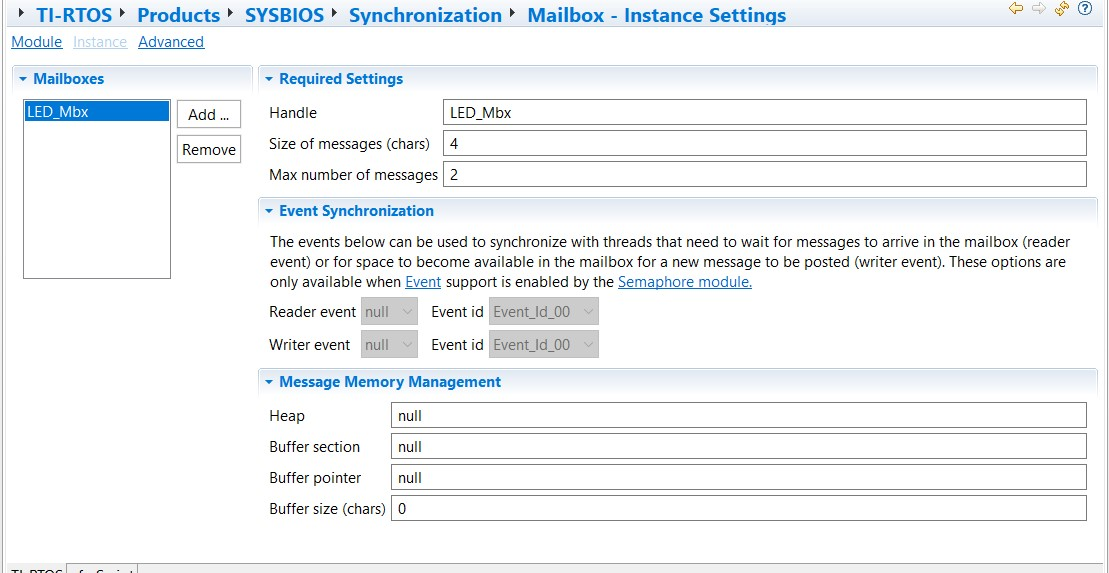 TI-RTOS Products SYSBIOS Synchronization Mailbox - Instance Settings
Module Instance Advanced
Mailboxes
LED_Mbx
Add ...
Remove
Required Settings
Handle LED_Mbx
Size of messages (chars) 4
Max number of messages 2
Event Synchronization
The events below can be used to synchronize with threads that need to wait for messages to arrive in the mailbox (reader
event) or for space to become available in the mailbox for a new message to be posted (writer event). These options are
only available when Event support is enabled by the Semaphore module.
Reader event null Event id Event_Id_00
Writer event null Event id Event_Id_00
Message Memory Management
Heap null
Buffer section null
Buffer pointer null
Buffer size (chars) 0
TI-RTOS